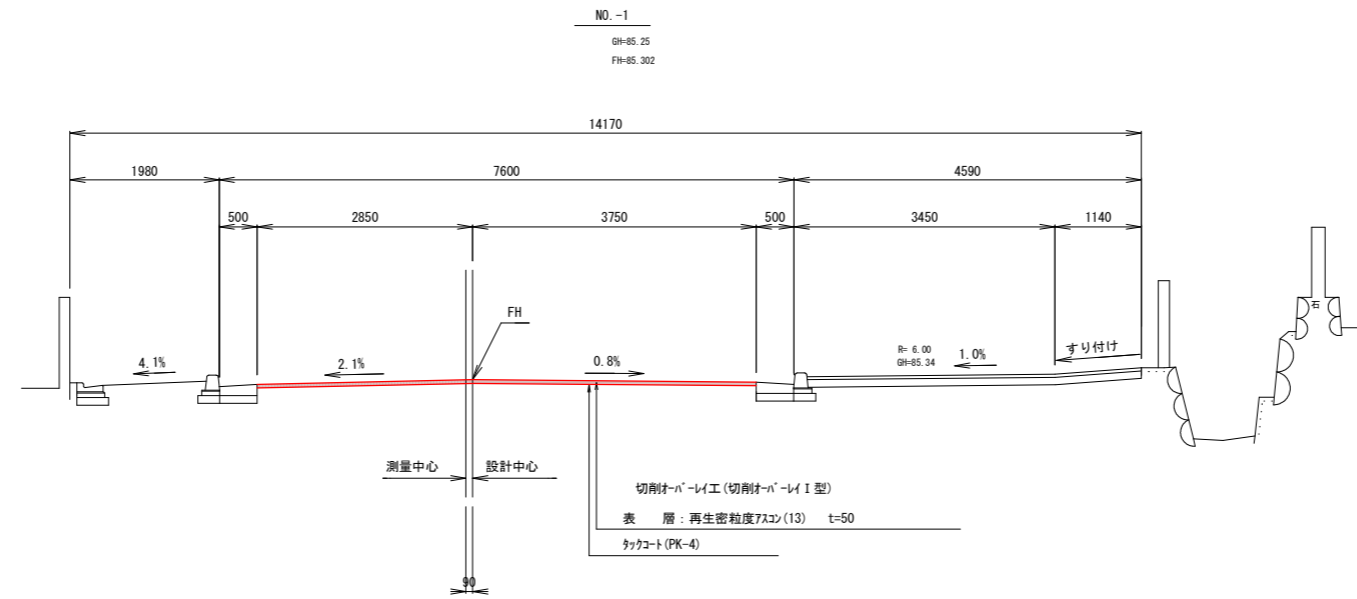 NO.-1
GH=85.25
FH=85.302
14170
1980 7600 4590
500 2850 3750 500 3450 1140
FH
石
4.1% 2.1% 0.8% R= 6.00 1.0% すり付け
GH=85.34
測量中心 設計中心
切削ｵｰﾊﾞｰﾚｲ工(切削ｵｰﾊﾞｰﾚｲⅠ型)
表　層：再生密粒度ｱｽｺﾝ(13) t=50
ﾀｯｸｺｰﾄ(PK-4)
90